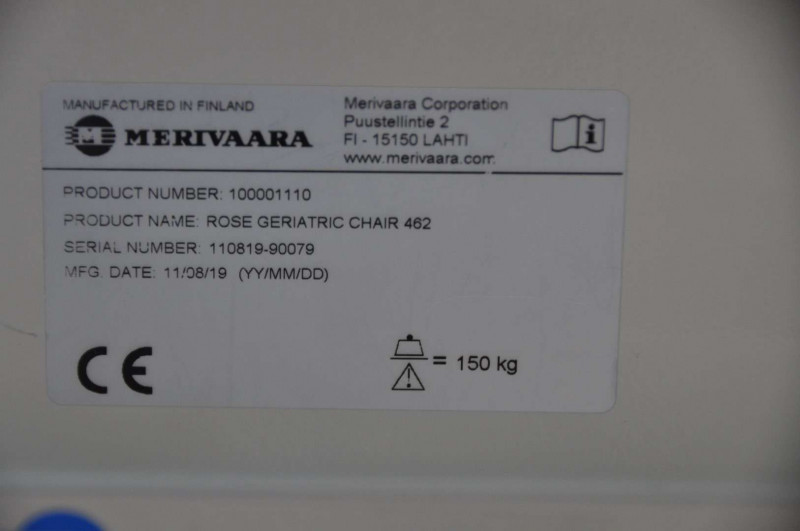 MANUFACTURED IN FINLAND
MERIVAARA
Merivaara Corporation
Puustellintie 2
FI - 15150 LAHTI
www.merivaara.com
PRODUCT NUMBER: 100001110
PRODUCT NAME: ROSE GERIATRIC CHAIR 462
SERIAL NUMBER: 110819-90079
MFG. DATE: 11/08/19 (YY/MM/DD)
CE
= 150 kg